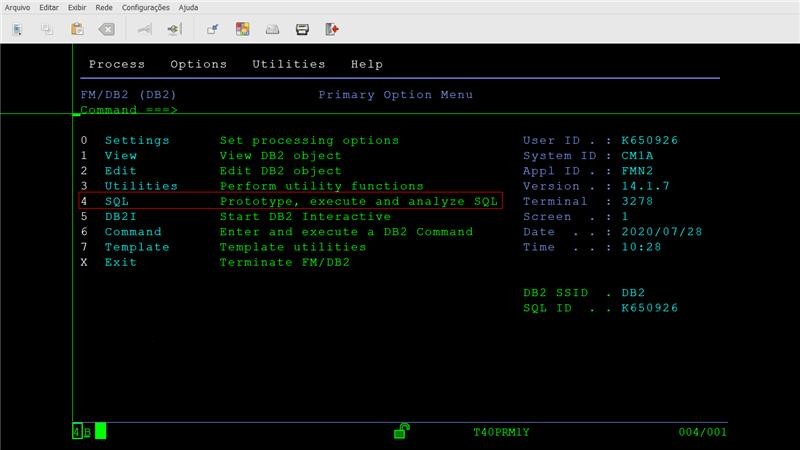 Arquivo Editar Exibir Rede Configurações Ajuda
Process Options Utilities Help
FM/DB2 (DB2) Primary Option Menu
Command ===>
0 Settings Set processing options User ID . : K650926
1 View View DB2 object System ID : CM1A
2 Edit Edit DB2 object Appl ID . : FMN2
3 Utilities Perform utility functions Version . : 14.1.7
4 SQL Prototype, execute and analyze SQL Terminal : 3278
5 DB2I Start DB2 Interactive Screen . : 1
6 Command Enter and execute a DB2 Command Date . . : 2020/07/28
7 Template Template utilities Time . . : 10:28
X Exit Terminate FM/DB2
DB2 SSID . DB2
SQL ID . . K650926
4 B T40PRM1Y 004/001